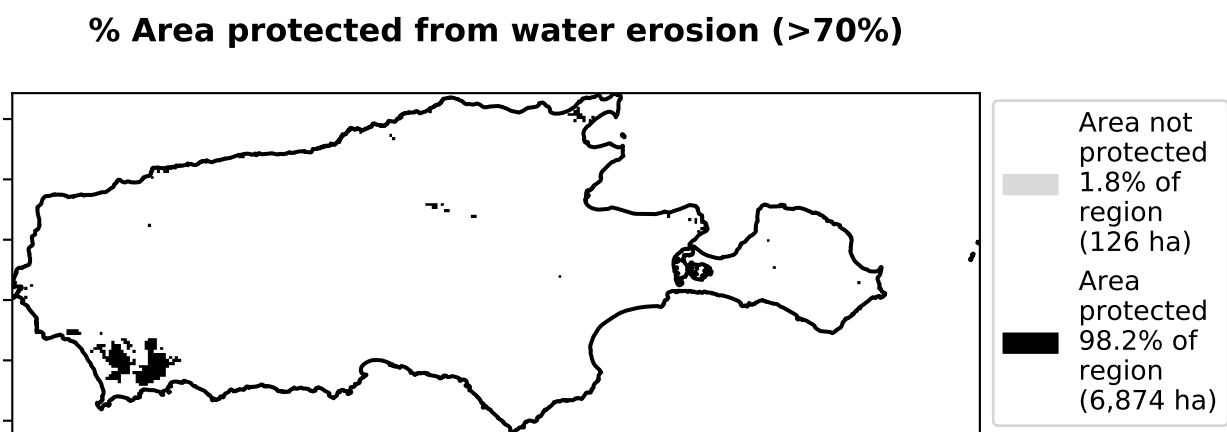 % Area protected from water erosion (>70%)
Area not
protected
1.8% of
region
(126 ha)
Area
protected
98.2% of
region
(6,874 ha)